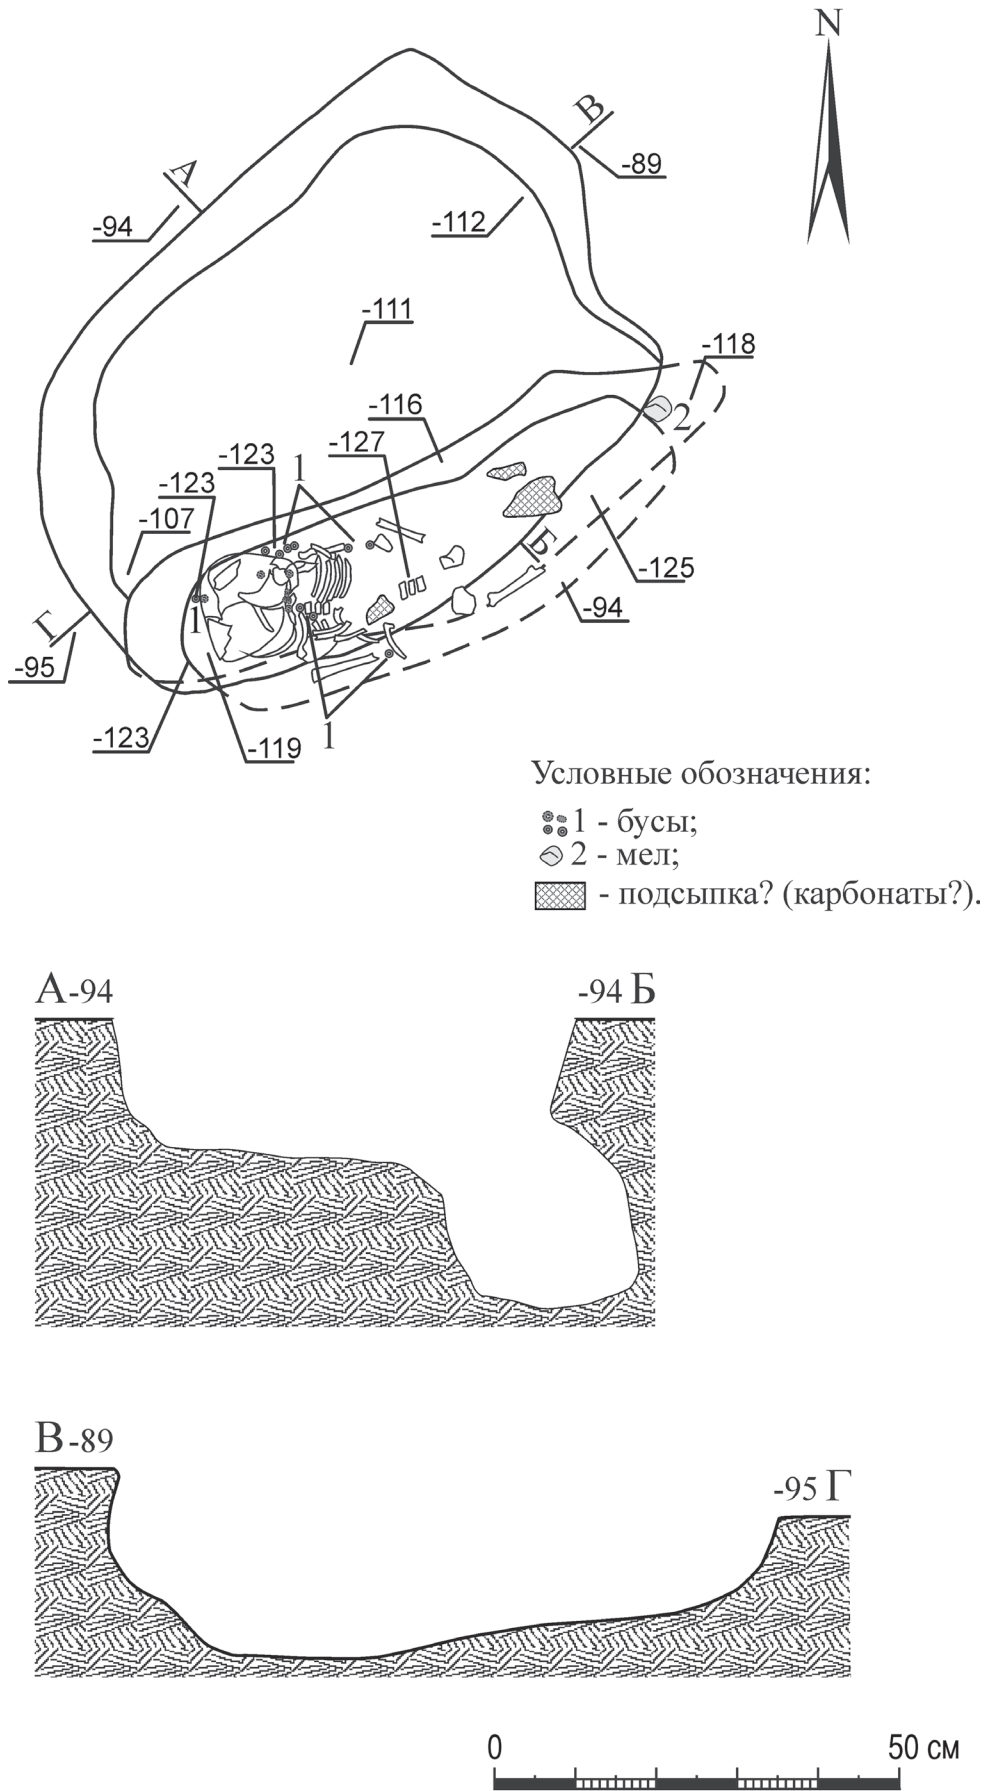 N
В
-89
А
-94
-112
-111
-118
-116
2
-127
-123
1
-123
-107
Б
-125
-94
1
Г
-95
-123
-119
1
Условные обозначения:
1 - бусы;
2 - мел;
- подсыпка? (карбонаты?).
А -94
-94 Б
В -89
-95 Г
0
50 см